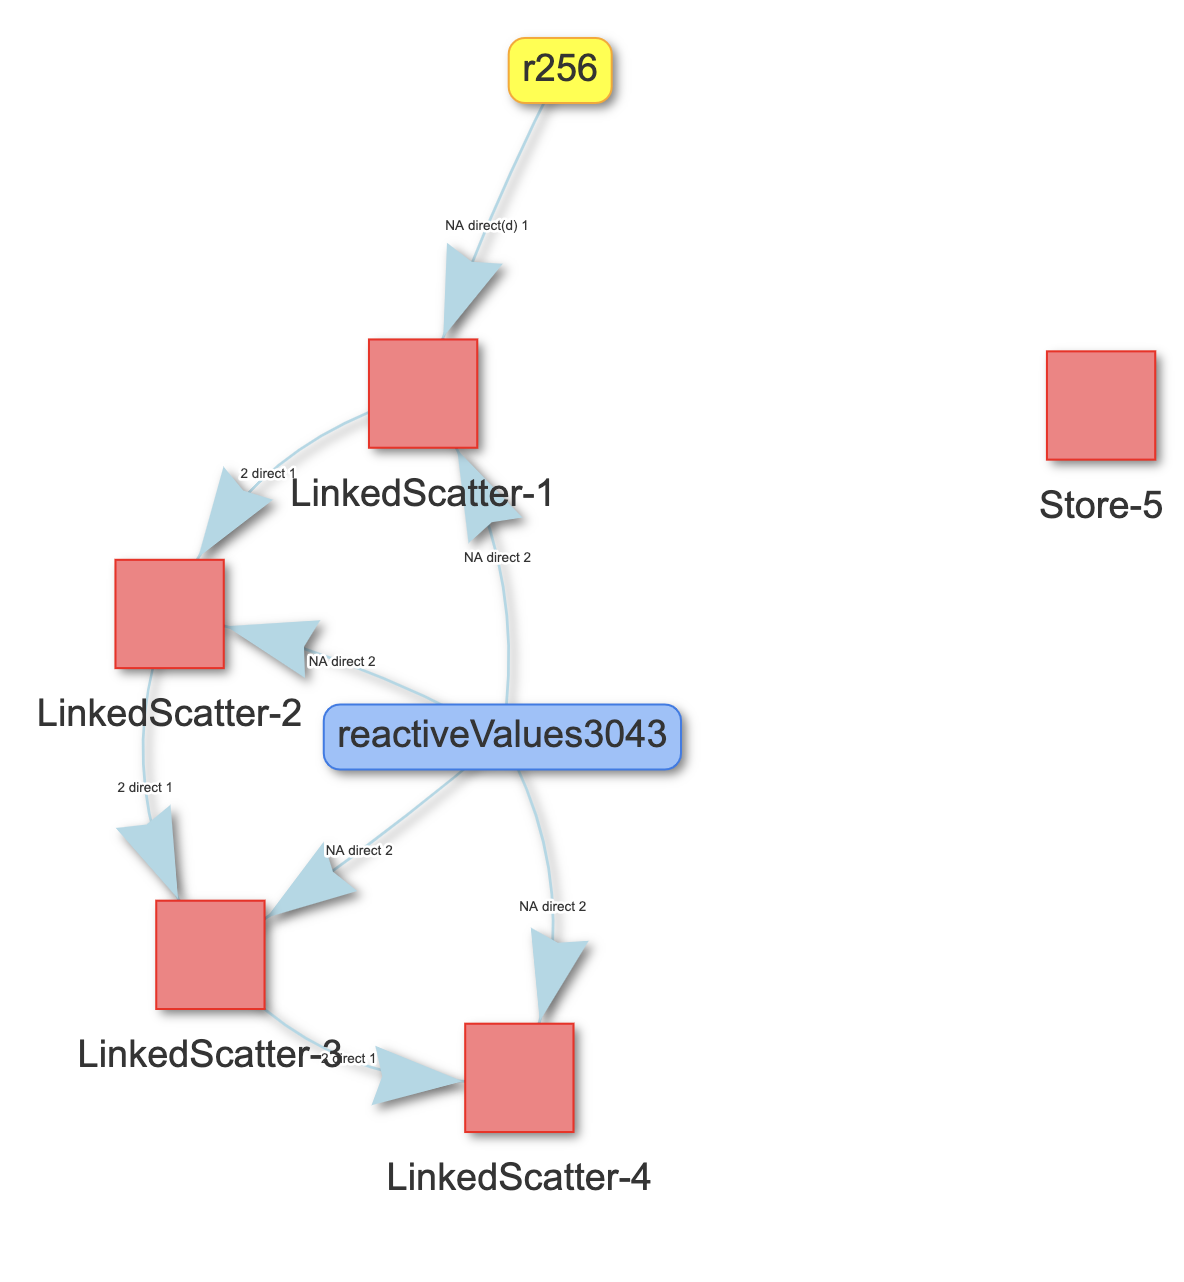 r256
NA direct(d) 1
2 direct 1
LinkedScatter-1
Store-5
NA direct 2
NA direct 2
LinkedScatter-2
reactiveValues3043
2 direct 1
NA direct 2
NA direct 2
LinkedScatter-3
2 direct 1
LinkedScatter-4